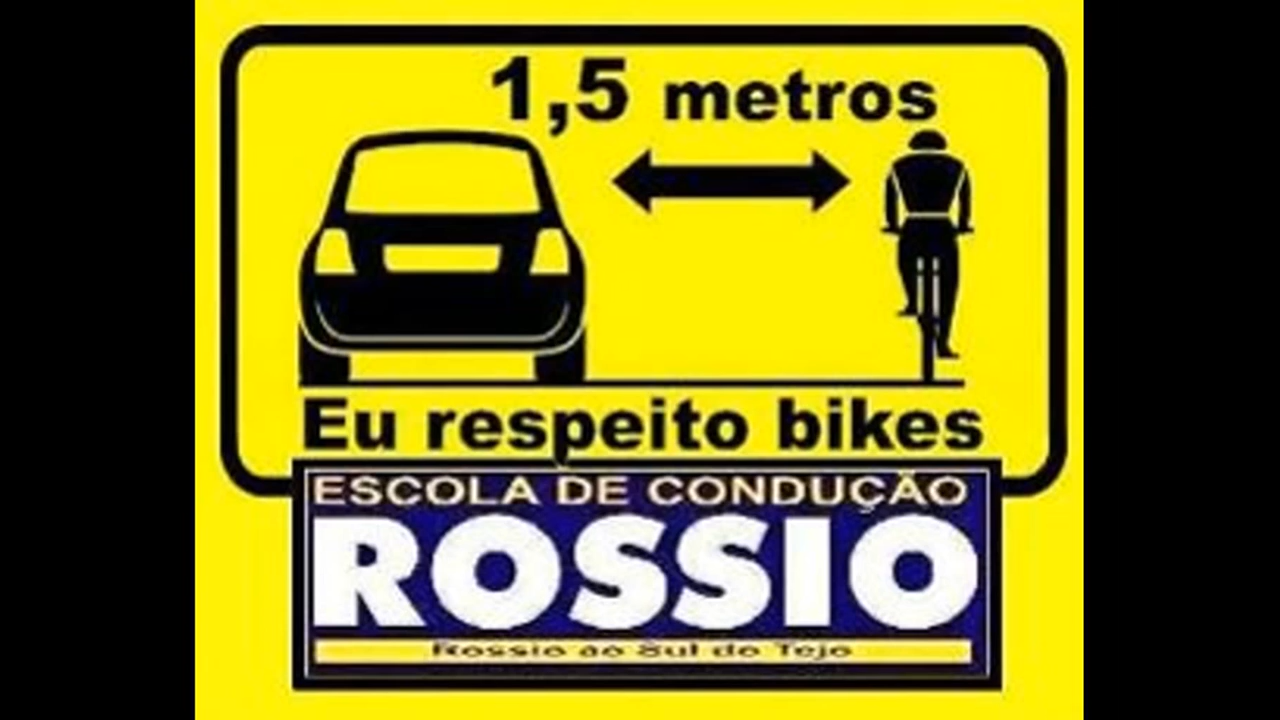 1,5 metros
Eu respeito bikes
ESCOLA DE CONDUÇÃO
ROSSIO
Rossio ao Sul do Tejo